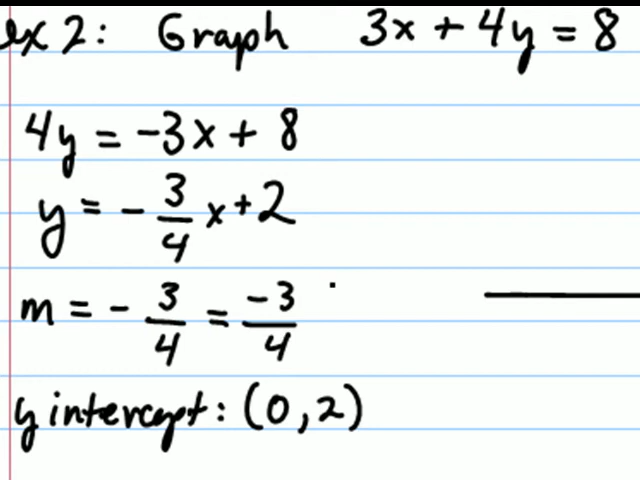 ex 2: Graph 3x + 4y = 8
4y = -3x + 8
y = - 3/4 x + 2
m = - 3/4 = -3/4
y intercept: (0, 2)